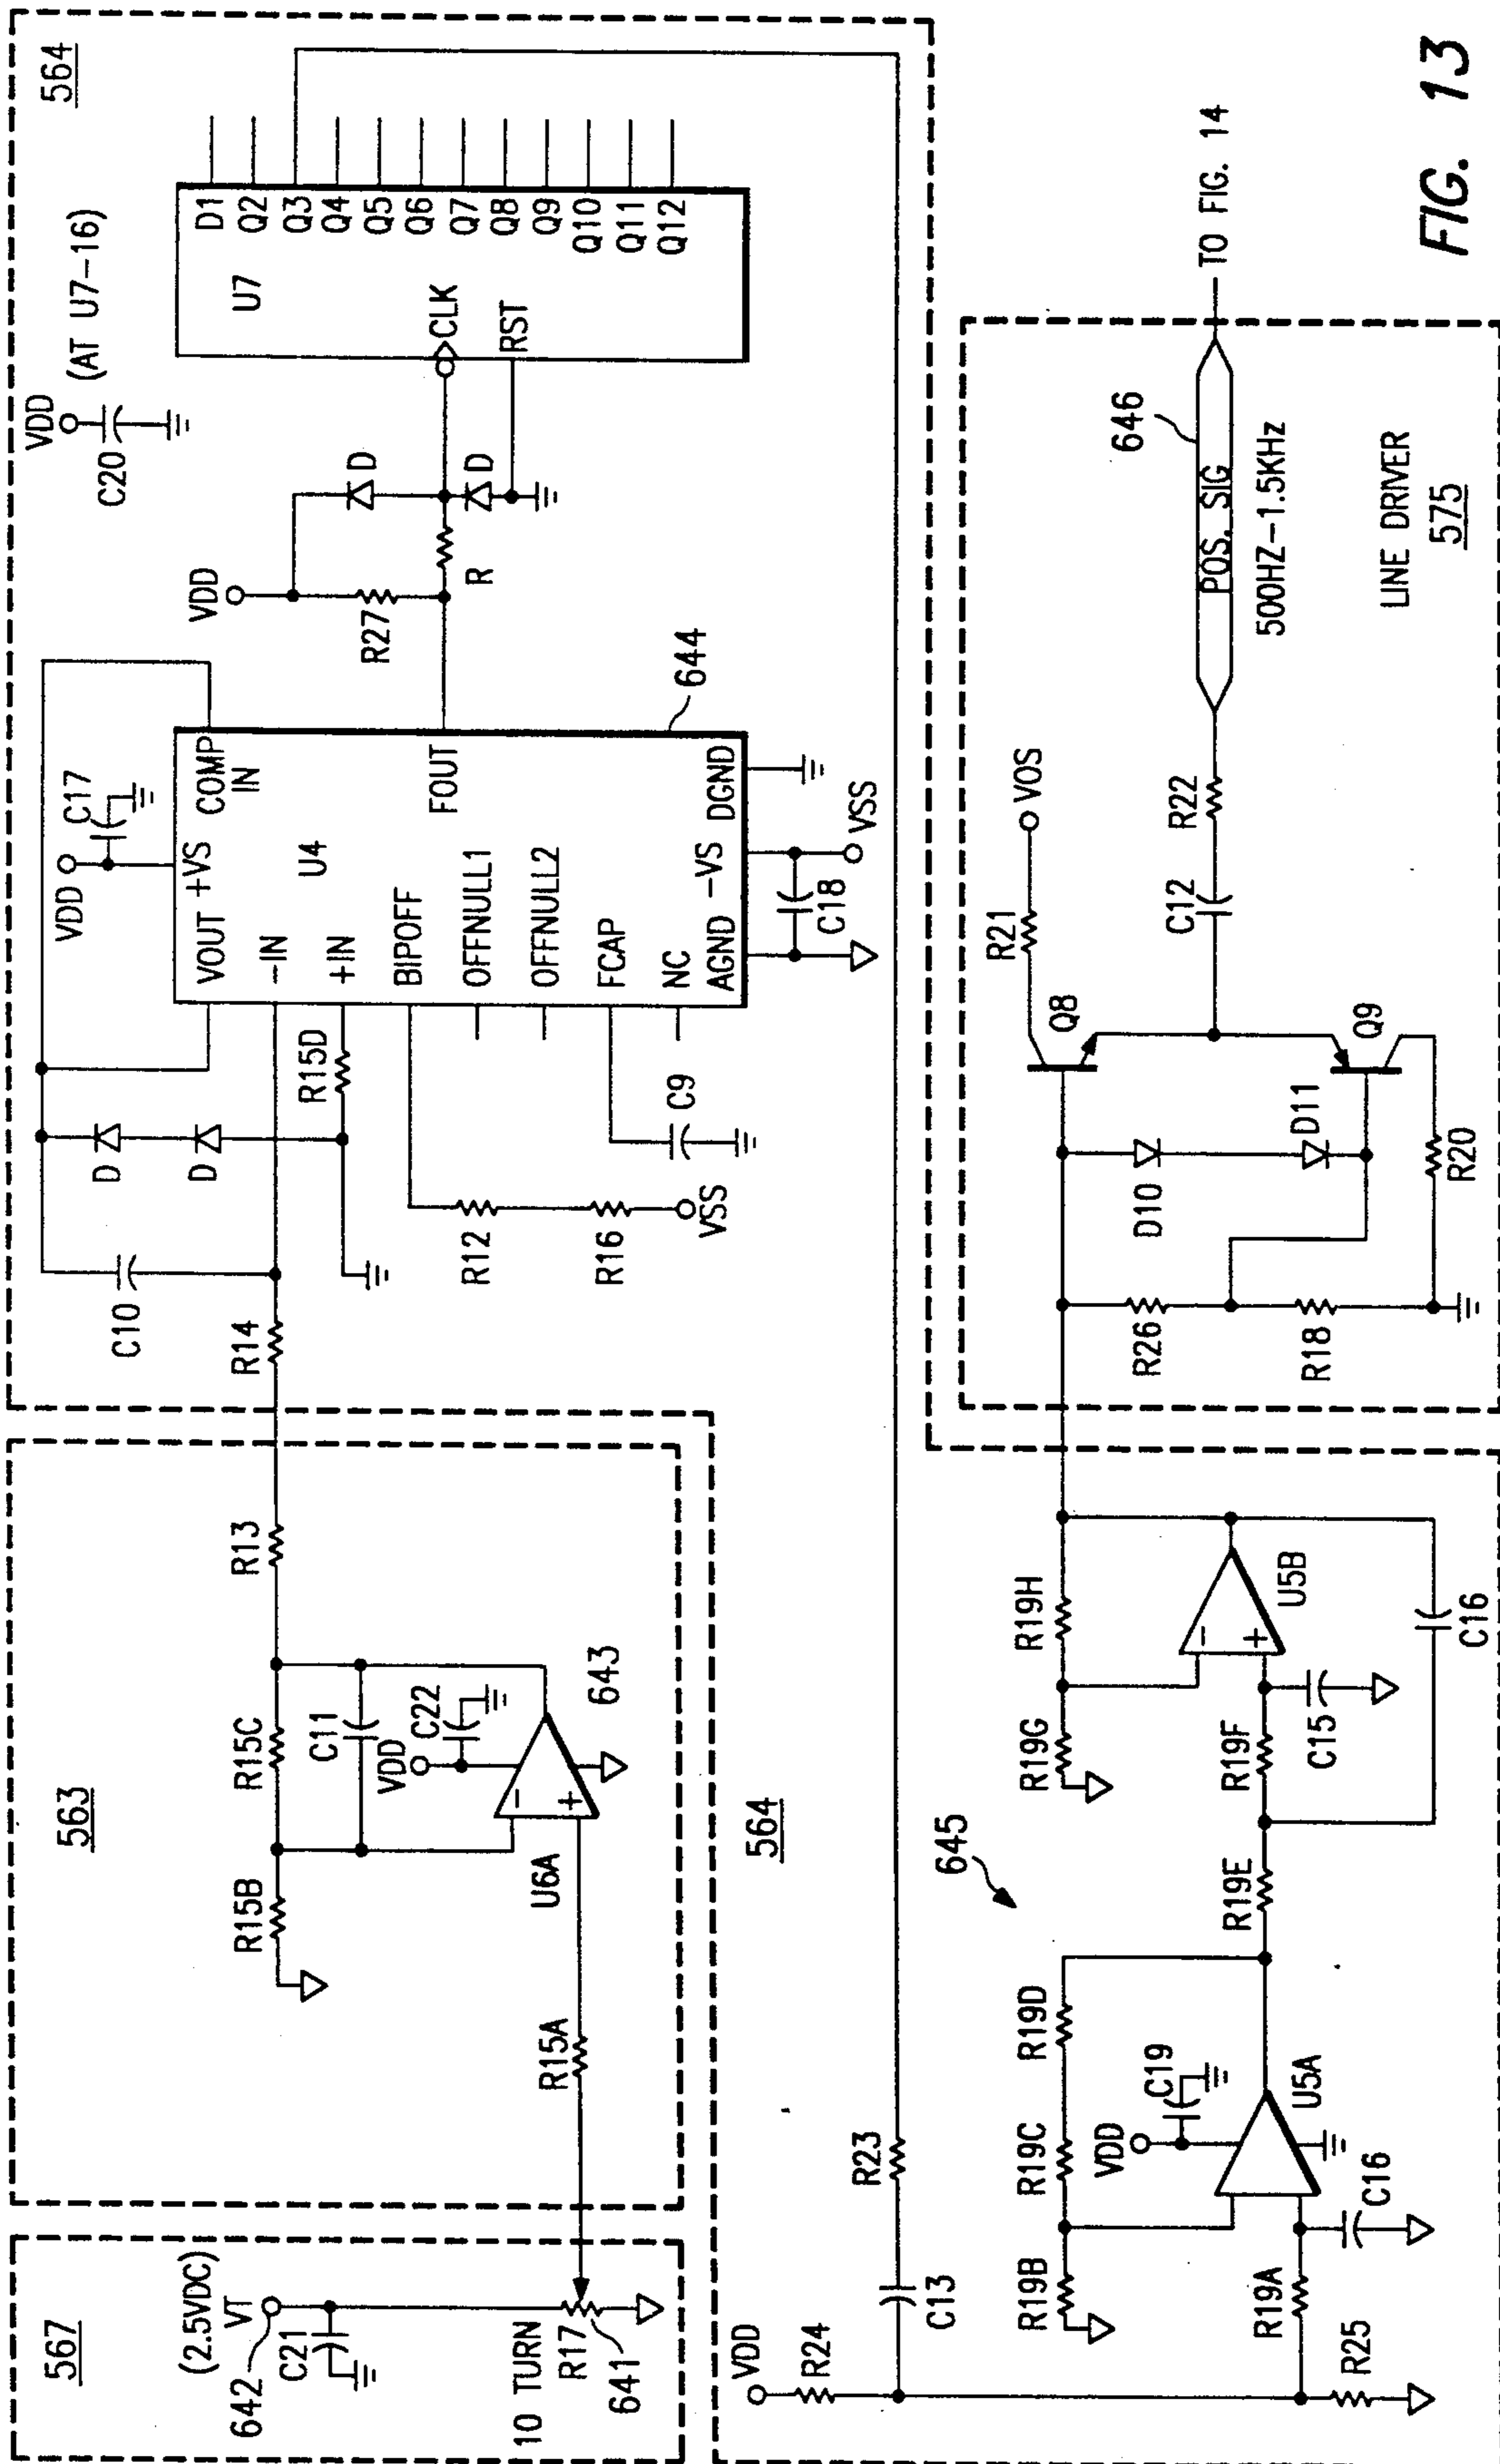 567
(2.5VDC)
VT
642
C21
10 TURN
R17
641
563
R15B
R15C
R13
C11
VDD
C22
-
+
U6A
643
R15A
564
R14
C10
D
D
R15D
R12
R16
VSS
C9
VDD
C17
VOUT
+VS
COMP
IN
-IN
U4
+IN
BIPOFF
FOUT
OFFNULL1
OFFNULL2
FCAP
NC
AGND
-VS
DGND
C18
VSS
644
VDD
R27
R
D
D
VDD
C20
(AT U7-16)
U7
CLK
RST
D1
Q2
Q3
Q4
Q5
Q6
Q7
Q8
Q9
Q10
Q11
Q12
564
VDD
R24
C13
R23
R25
R19A
R19B
R19C
R19D
VDD
C19
U5A
C16
645
R19E
R19F
R19G
R19H
-
+
U5B
C15
C16
R26
R18
D10
D11
R20
Q8
Q9
R21
VOS
C12
R22
646
POS. SIG
500HZ-1.5KHz
LINE DRIVER
575
TO FIG. 14
FIG. 13